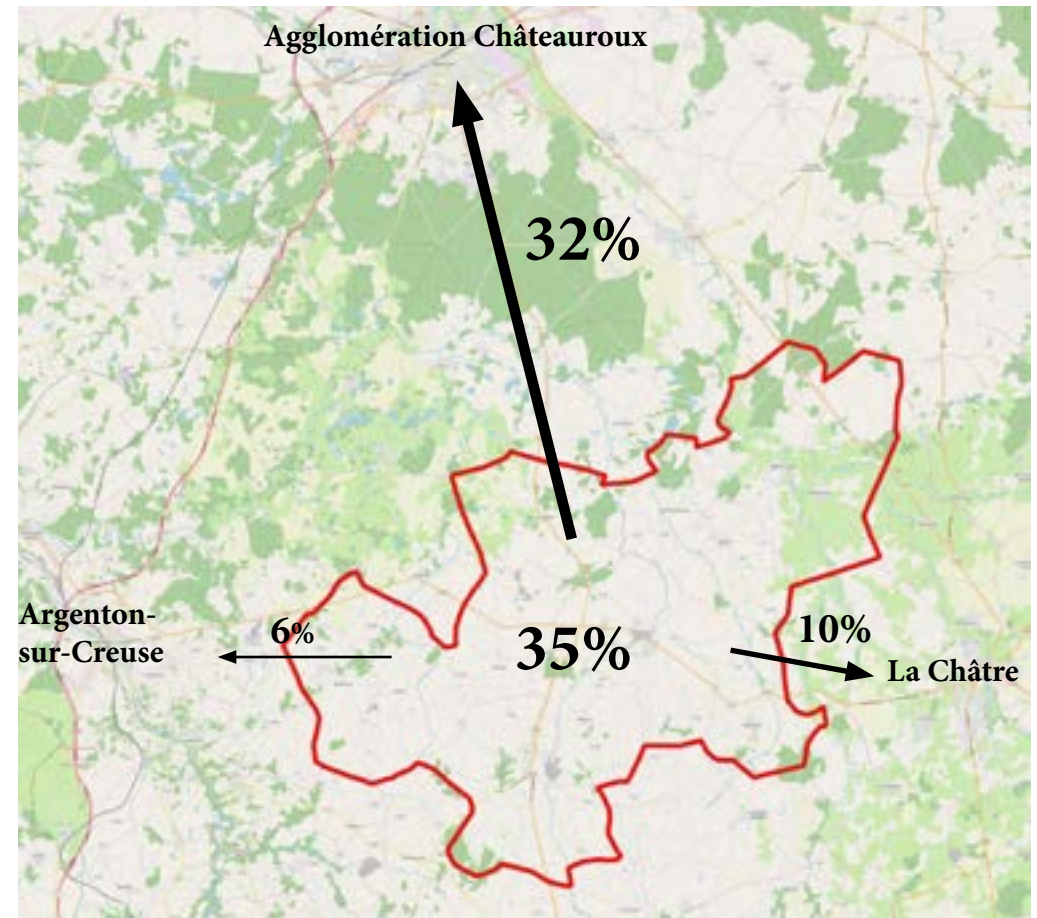 Agglomération Châteauroux
32%
Argenton-
sur-Creuse
6%
35%
10%
La Châtre